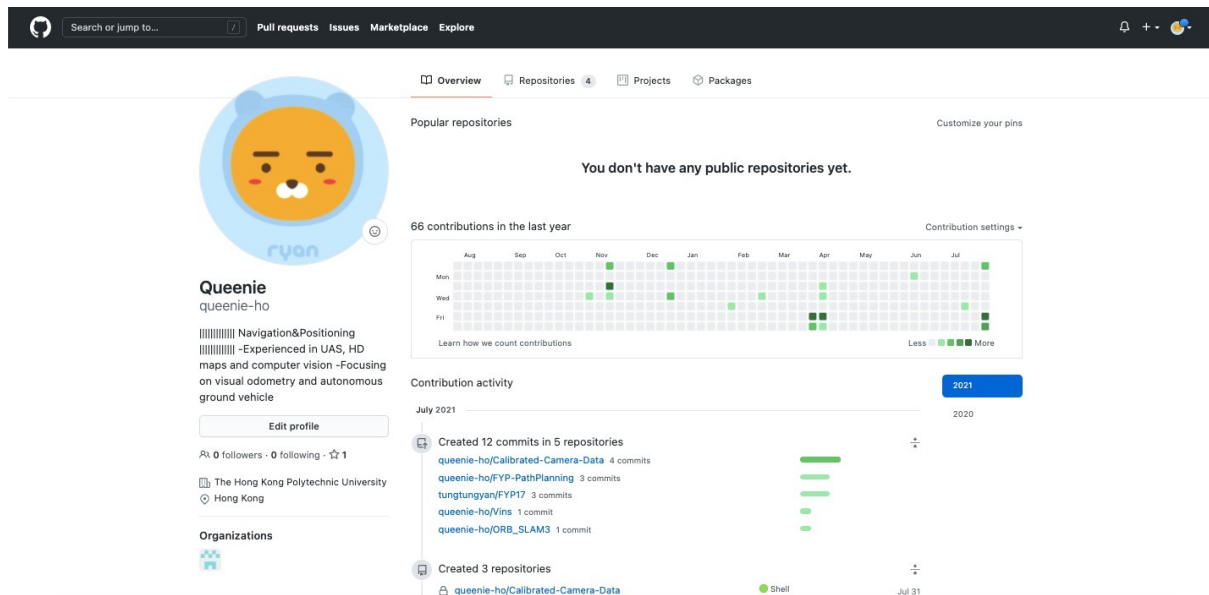 Search or jump to... /
Pull requests Issues Marketplace Explore
Overview Repositories 4 Projects Packages
ryan
Queenie
queenie-ho
||||||||||||| Navigation&Positioning
||||||||||||| -Experienced in UAS, HD
maps and computer vision -Focusing
on visual odometry and autonomous
ground vehicle
Edit profile
0 followers · 0 following · 1
The Hong Kong Polytechnic University
Hong Kong
Organizations
Popular repositories
Customize your pins
You don't have any public repositories yet.
66 contributions in the last year
Contribution settings
Aug Sep Oct Nov Dec Jan Feb Mar Apr May Jun Jul
Mon
Wed
Fri
Learn how we count contributions
Less More
Contribution activity
2021
2020
July 2021
Created 12 commits in 5 repositories
queenie-ho/Calibrated-Camera-Data 4 commits
queenie-ho/FYP-PathPlanning 3 commits
tungtungyan/FYP17 3 commits
queenie-ho/Vins 1 commit
queenie-ho/ORB_SLAM3 1 commit
Created 3 repositories
queenie-ho/Calibrated-Camera-Data Shell Jul 31